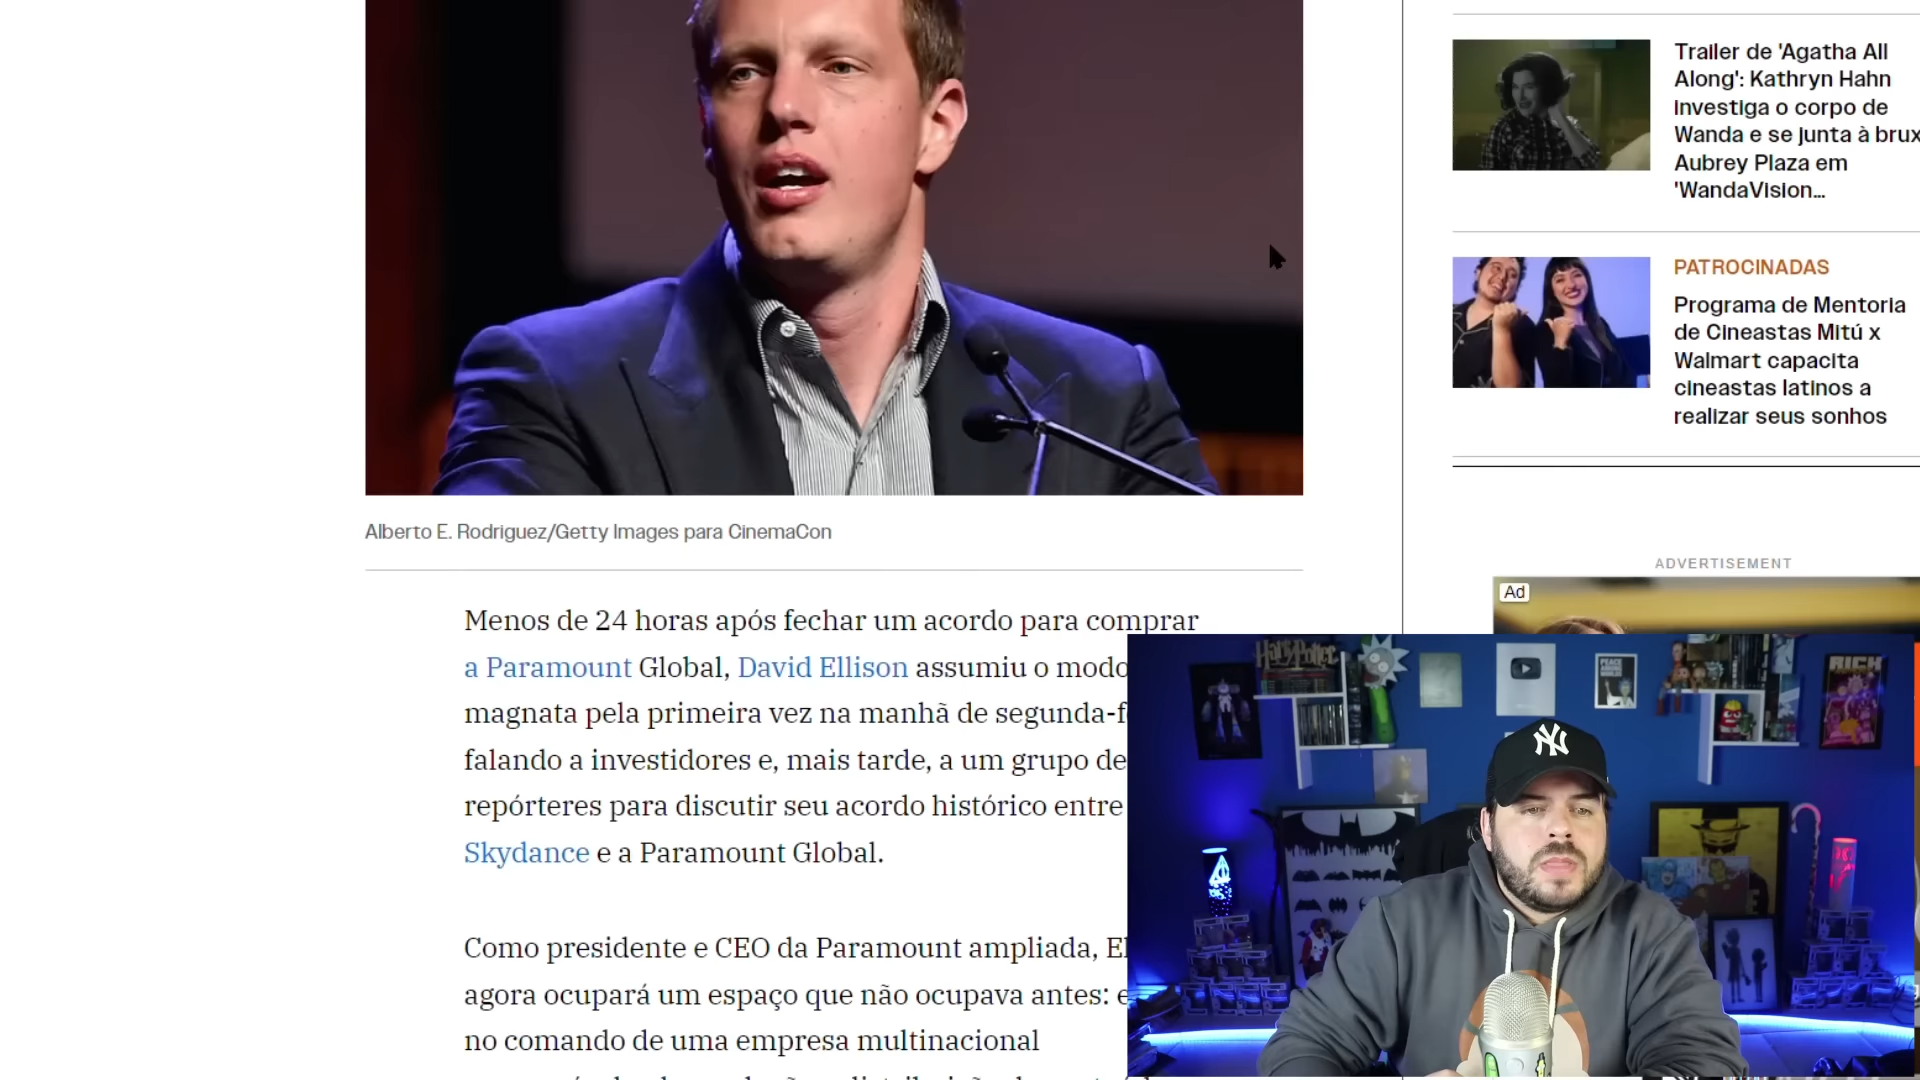 Trailer de 'Agatha All
Along': Kathryn Hahn
investiga o corpo de
Wanda e se junta à brux
Aubrey Plaza em
'WandaVision...
PATROCINADAS
Programa de Mentoria
de Cineastas Mitú x
Walmart capacita
cineastas latinos a
realizar seus sonhos
Alberto E. Rodriguez/Getty Images para CinemaCon
ADVERTISEMENT
Ad
Menos de 24 horas após fechar um acordo para comprar
a Paramount Global, David Ellison assumiu o modo
magnata pela primeira vez na manhã de segunda-f
falando a investidores e, mais tarde, a um grupo de
repórteres para discutir seu acordo histórico entre
Skydance e a Paramount Global.
Como presidente e CEO da Paramount ampliada, El
agora ocupará um espaço que não ocupava antes: e
no comando de uma empresa multinacional
Harry Potter
PEACE
RICK
NY